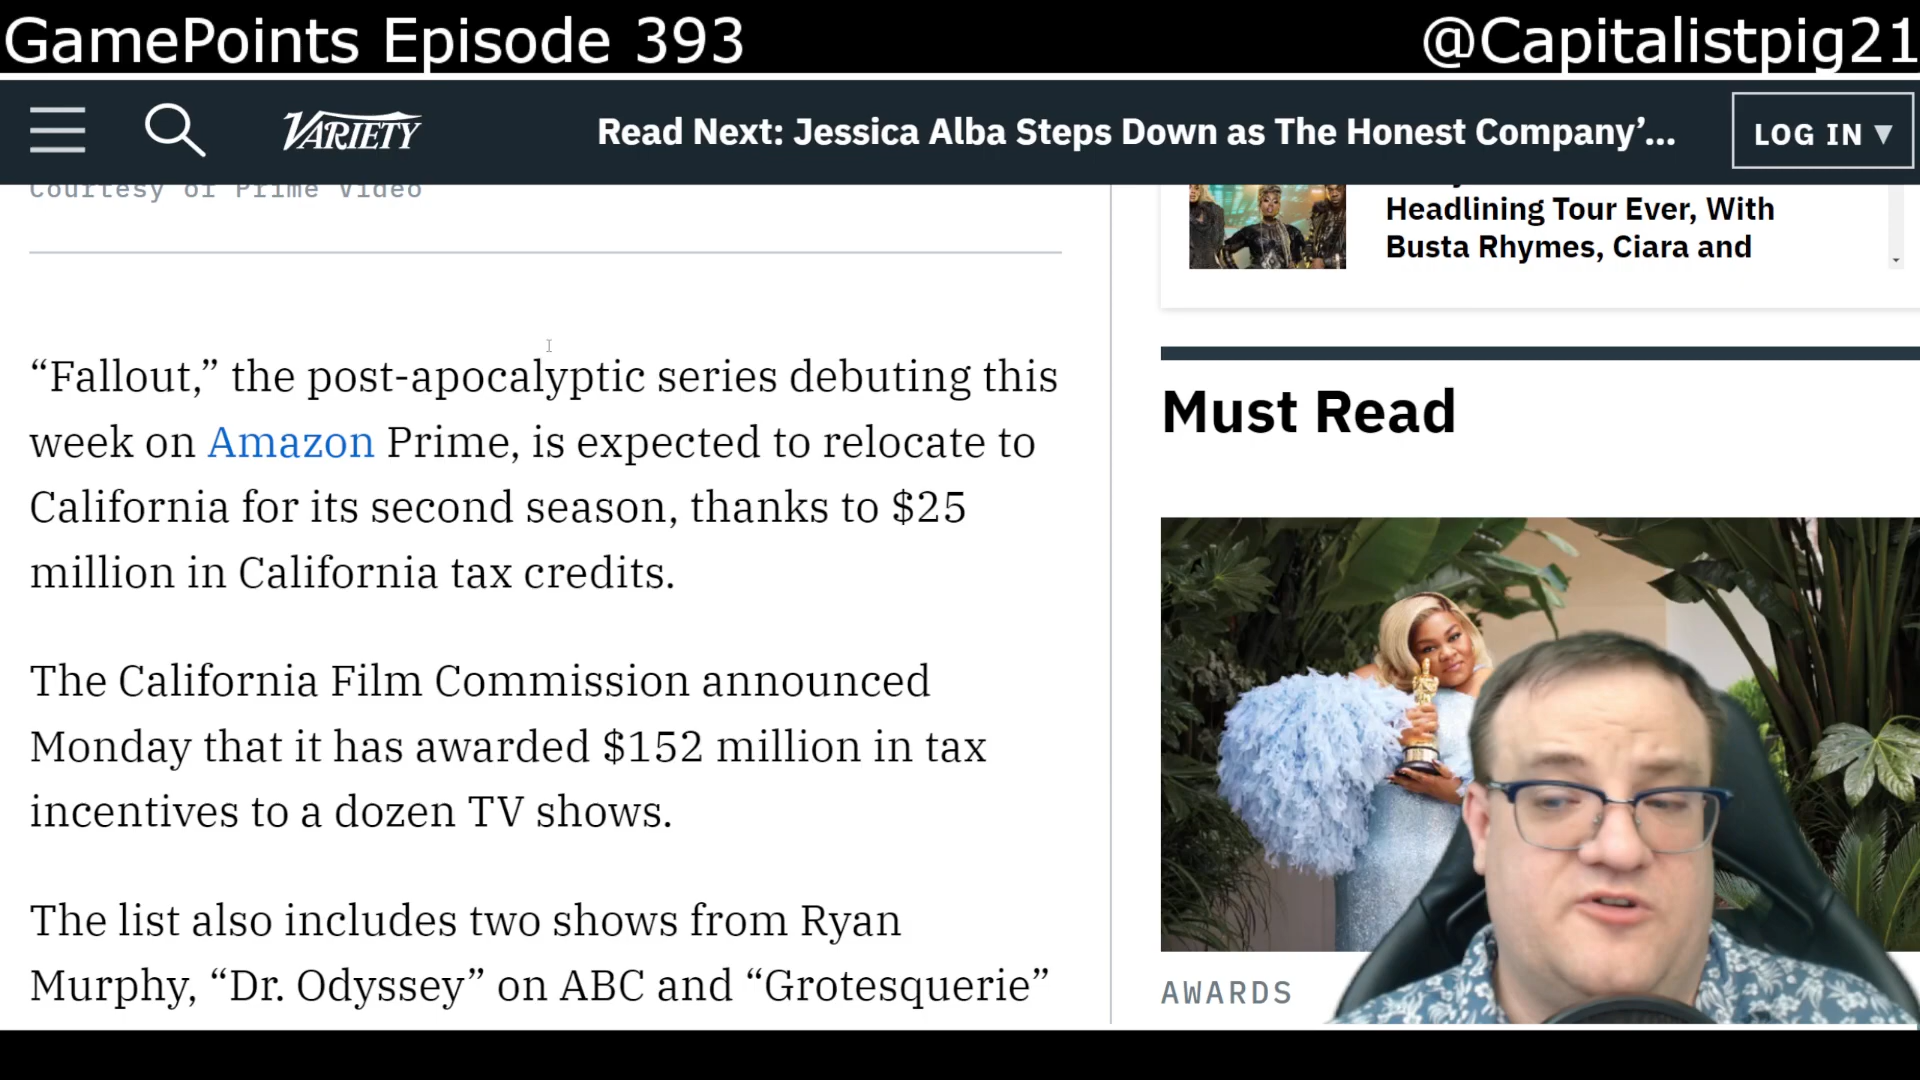 GamePoints Episode 393
@Capitalistpig21
VARIETY
Read Next: Jessica Alba Steps Down as The Honest Company’...
LOG IN
Courtesy of Prime Video
Headlining Tour Ever, With
Busta Rhymes, Ciara and
“Fallout,” the post-apocalyptic series debuting this
week on Amazon Prime, is expected to relocate to
California for its second season, thanks to $25
million in California tax credits.
The California Film Commission announced
Monday that it has awarded $152 million in tax
incentives to a dozen TV shows.
The list also includes two shows from Ryan
Murphy, “Dr. Odyssey” on ABC and “Grotesquerie”
Must Read
AWARDS